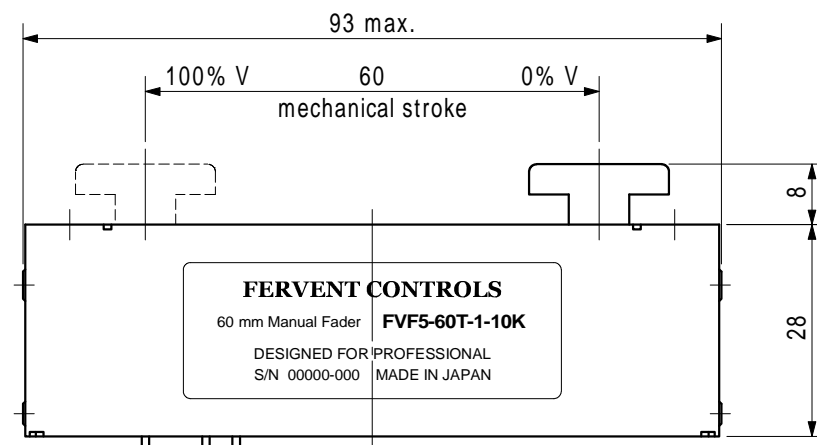 93 max.
100% V 60 0% V
mechanical stroke
8
28
FERVENT CONTROLS
60 mm Manual Fader FVF5-60T-1-10K
DESIGNED FOR PROFESSIONAL
S/N 00000-000 MADE IN JAPAN